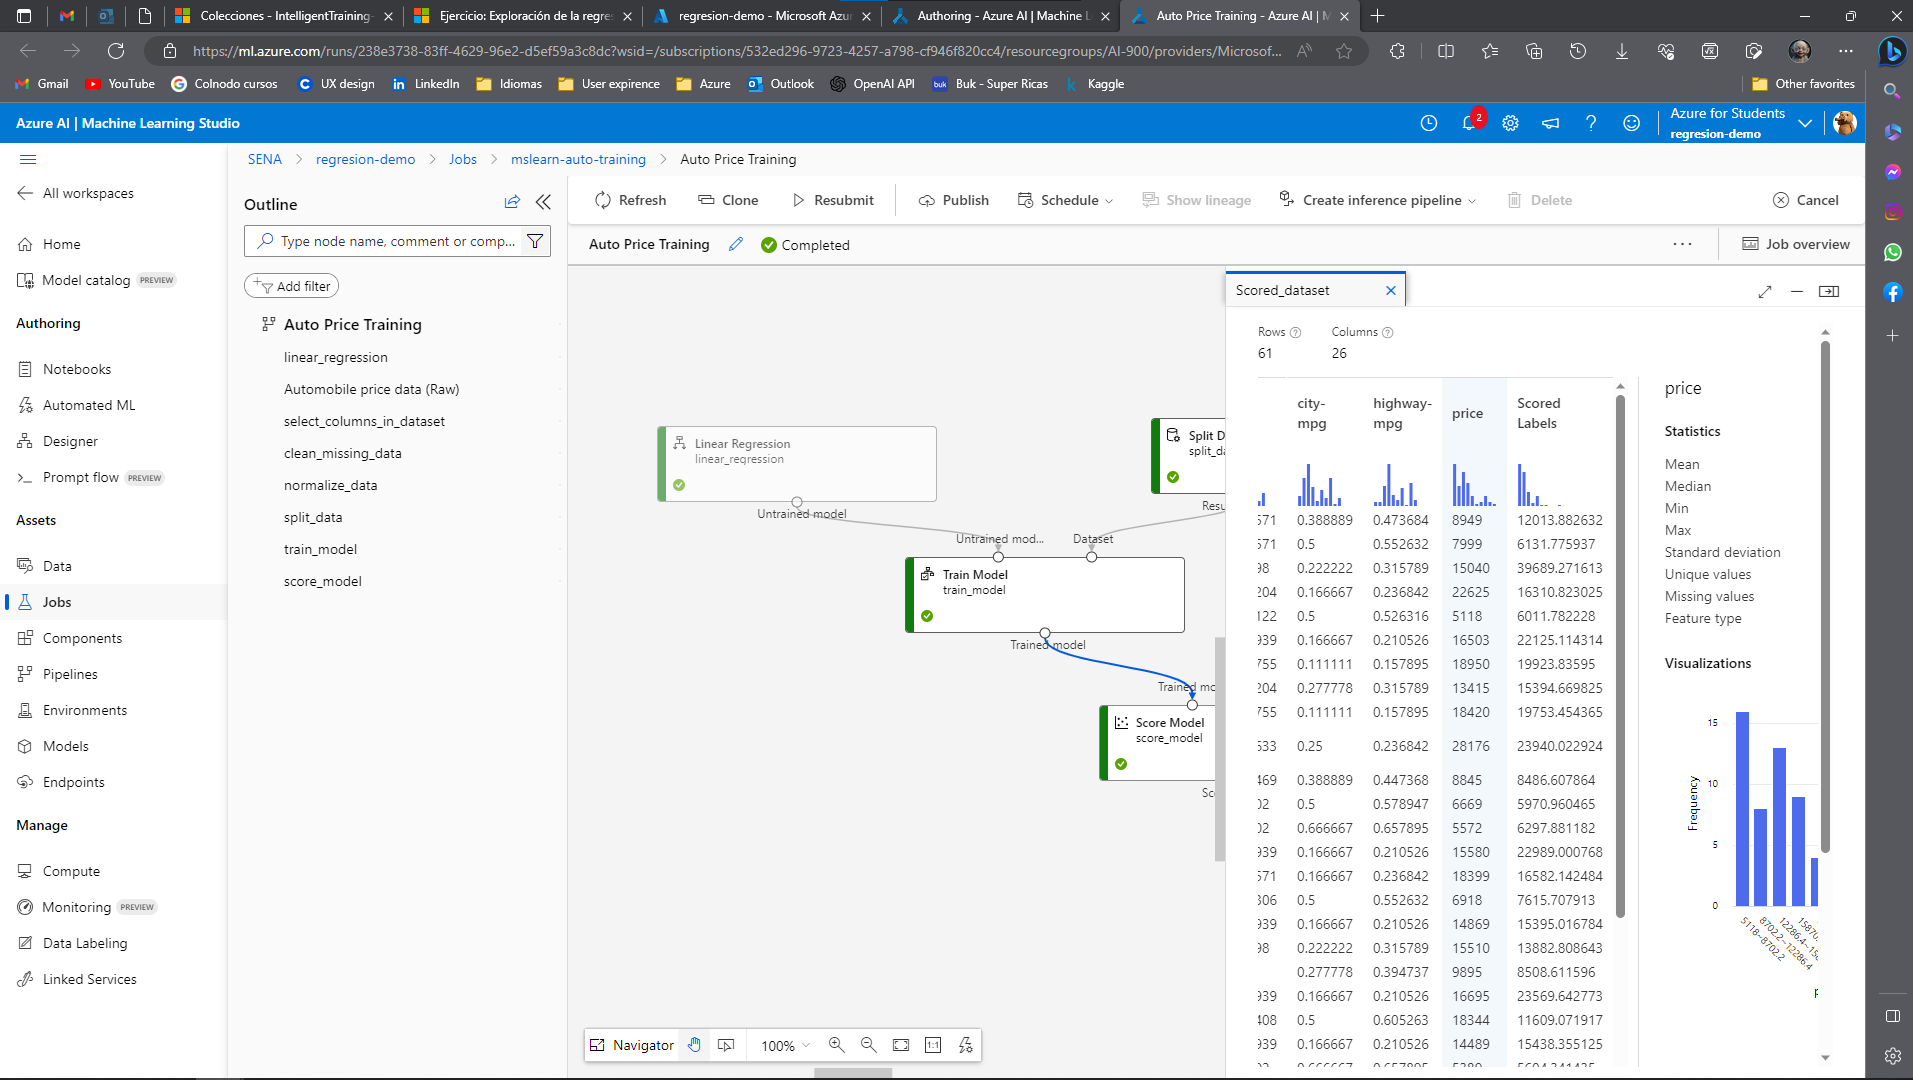 Colecciones - IntelligentTraining-
Ejercicio: Exploración de la regres
regresion-demo - Microsoft Azur
Authoring - Azure AI | Machine L
Auto Price Training - Azure AI | M
https://ml.azure.com/runs/238e3738-83ff-4629-96e2-d5ef59a3c8dc?wsid=/subscriptions/532ed296-9723-4257-a798-cf946f820cc4/resourcegroups/AI-900/providers/Microsof...
Gmail
YouTube
Colnodo cursos
UX design
LinkedIn
Idiomas
User expirence
Azure
Outlook
OpenAI API
Buk - Super Ricas
Kaggle
Other favorites
Azure AI | Machine Learning Studio
2
Azure for Students
regresion-demo
SENA > regresion-demo > Jobs > mslearn-auto-training > Auto Price Training
All workspaces
Home
Model catalog PREVIEW
Authoring
Notebooks
Automated ML
Designer
Prompt flow PREVIEW
Assets
Data
Jobs
Components
Pipelines
Environments
Models
Endpoints
Manage
Compute
Monitoring PREVIEW
Data Labeling
Linked Services
Outline
Type node name, comment or comp...
Add filter
Auto Price Training
linear_regression
Automobile price data (Raw)
select_columns_in_dataset
clean_missing_data
normalize_data
split_data
train_model
score_model
Refresh
Clone
Resubmit
Publish
Schedule
Show lineage
Create inference pipeline
Delete
Cancel
Auto Price Training
Completed
...
Job overview
Linear Regression
linear_regression
Untrained model
Split D
split_da
Resu
Untrained mod...
Dataset
Train Model
train_model
Trained model
Trained mo
Score Model
score_model
Sc
Navigator
100%
1:1
Scored_dataset
Rows
61
Columns
26
city-mpg highway-mpg price Scored Labels
571 0.388889 0.473684 8949 12013.882632
571 0.5 0.552632 7999 6131.775937
98 0.222222 0.315789 15040 39689.271613
204 0.166667 0.236842 22625 16310.823025
122 0.5 0.526316 5118 6011.782228
939 0.166667 0.210526 16503 22125.114314
755 0.111111 0.157895 18950 19923.83595
204 0.277778 0.315789 13415 15394.669825
755 0.111111 0.157895 18420 19753.454365
533 0.25 0.236842 28176 23940.022924
469 0.388889 0.447368 8845 8486.607864
02 0.5 0.578947 6669 5970.960465
02 0.666667 0.657895 5572 6297.881182
939 0.166667 0.210526 15580 22989.000768
571 0.166667 0.236842 18399 16582.142484
306 0.5 0.552632 6918 7615.707913
939 0.166667 0.210526 14869 15395.016784
98 0.222222 0.315789 15510 13882.808643
0.277778 0.394737 9895 8508.611596
939 0.166667 0.210526 16695 23569.642773
408 0.5 0.605263 18344 11609.071917
939 0.166667 0.210526 14489 15438.355125
price
Statistics
Mean
Median
Min
Max
Standard deviation
Unique values
Missing values
Feature type
Visualizations
Frequency
15
10
5
0
5118~8702.2
8702.2~12286.4
12286.4~15
15870.